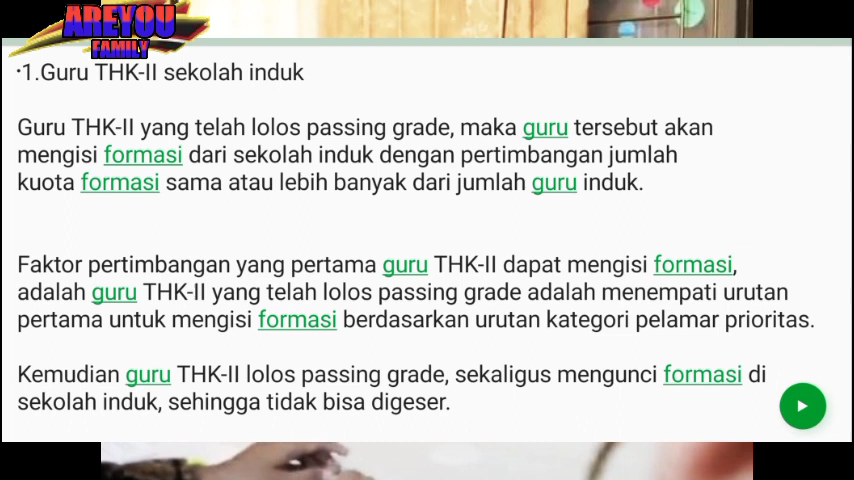 AREYOU
FAMILY
·1.Guru THK-II sekolah induk
Guru THK-II yang telah lolos passing grade, maka guru tersebut akan
mengisi formasi dari sekolah induk dengan pertimbangan jumlah
kuota formasi sama atau lebih banyak dari jumlah guru induk.
Faktor pertimbangan yang pertama guru THK-II dapat mengisi formasi,
adalah guru THK-II yang telah lolos passing grade adalah menempati urutan
pertama untuk mengisi formasi berdasarkan urutan kategori pelamar prioritas.
Kemudian guru THK-II lolos passing grade, sekaligus mengunci formasi di
sekolah induk, sehingga tidak bisa digeser.